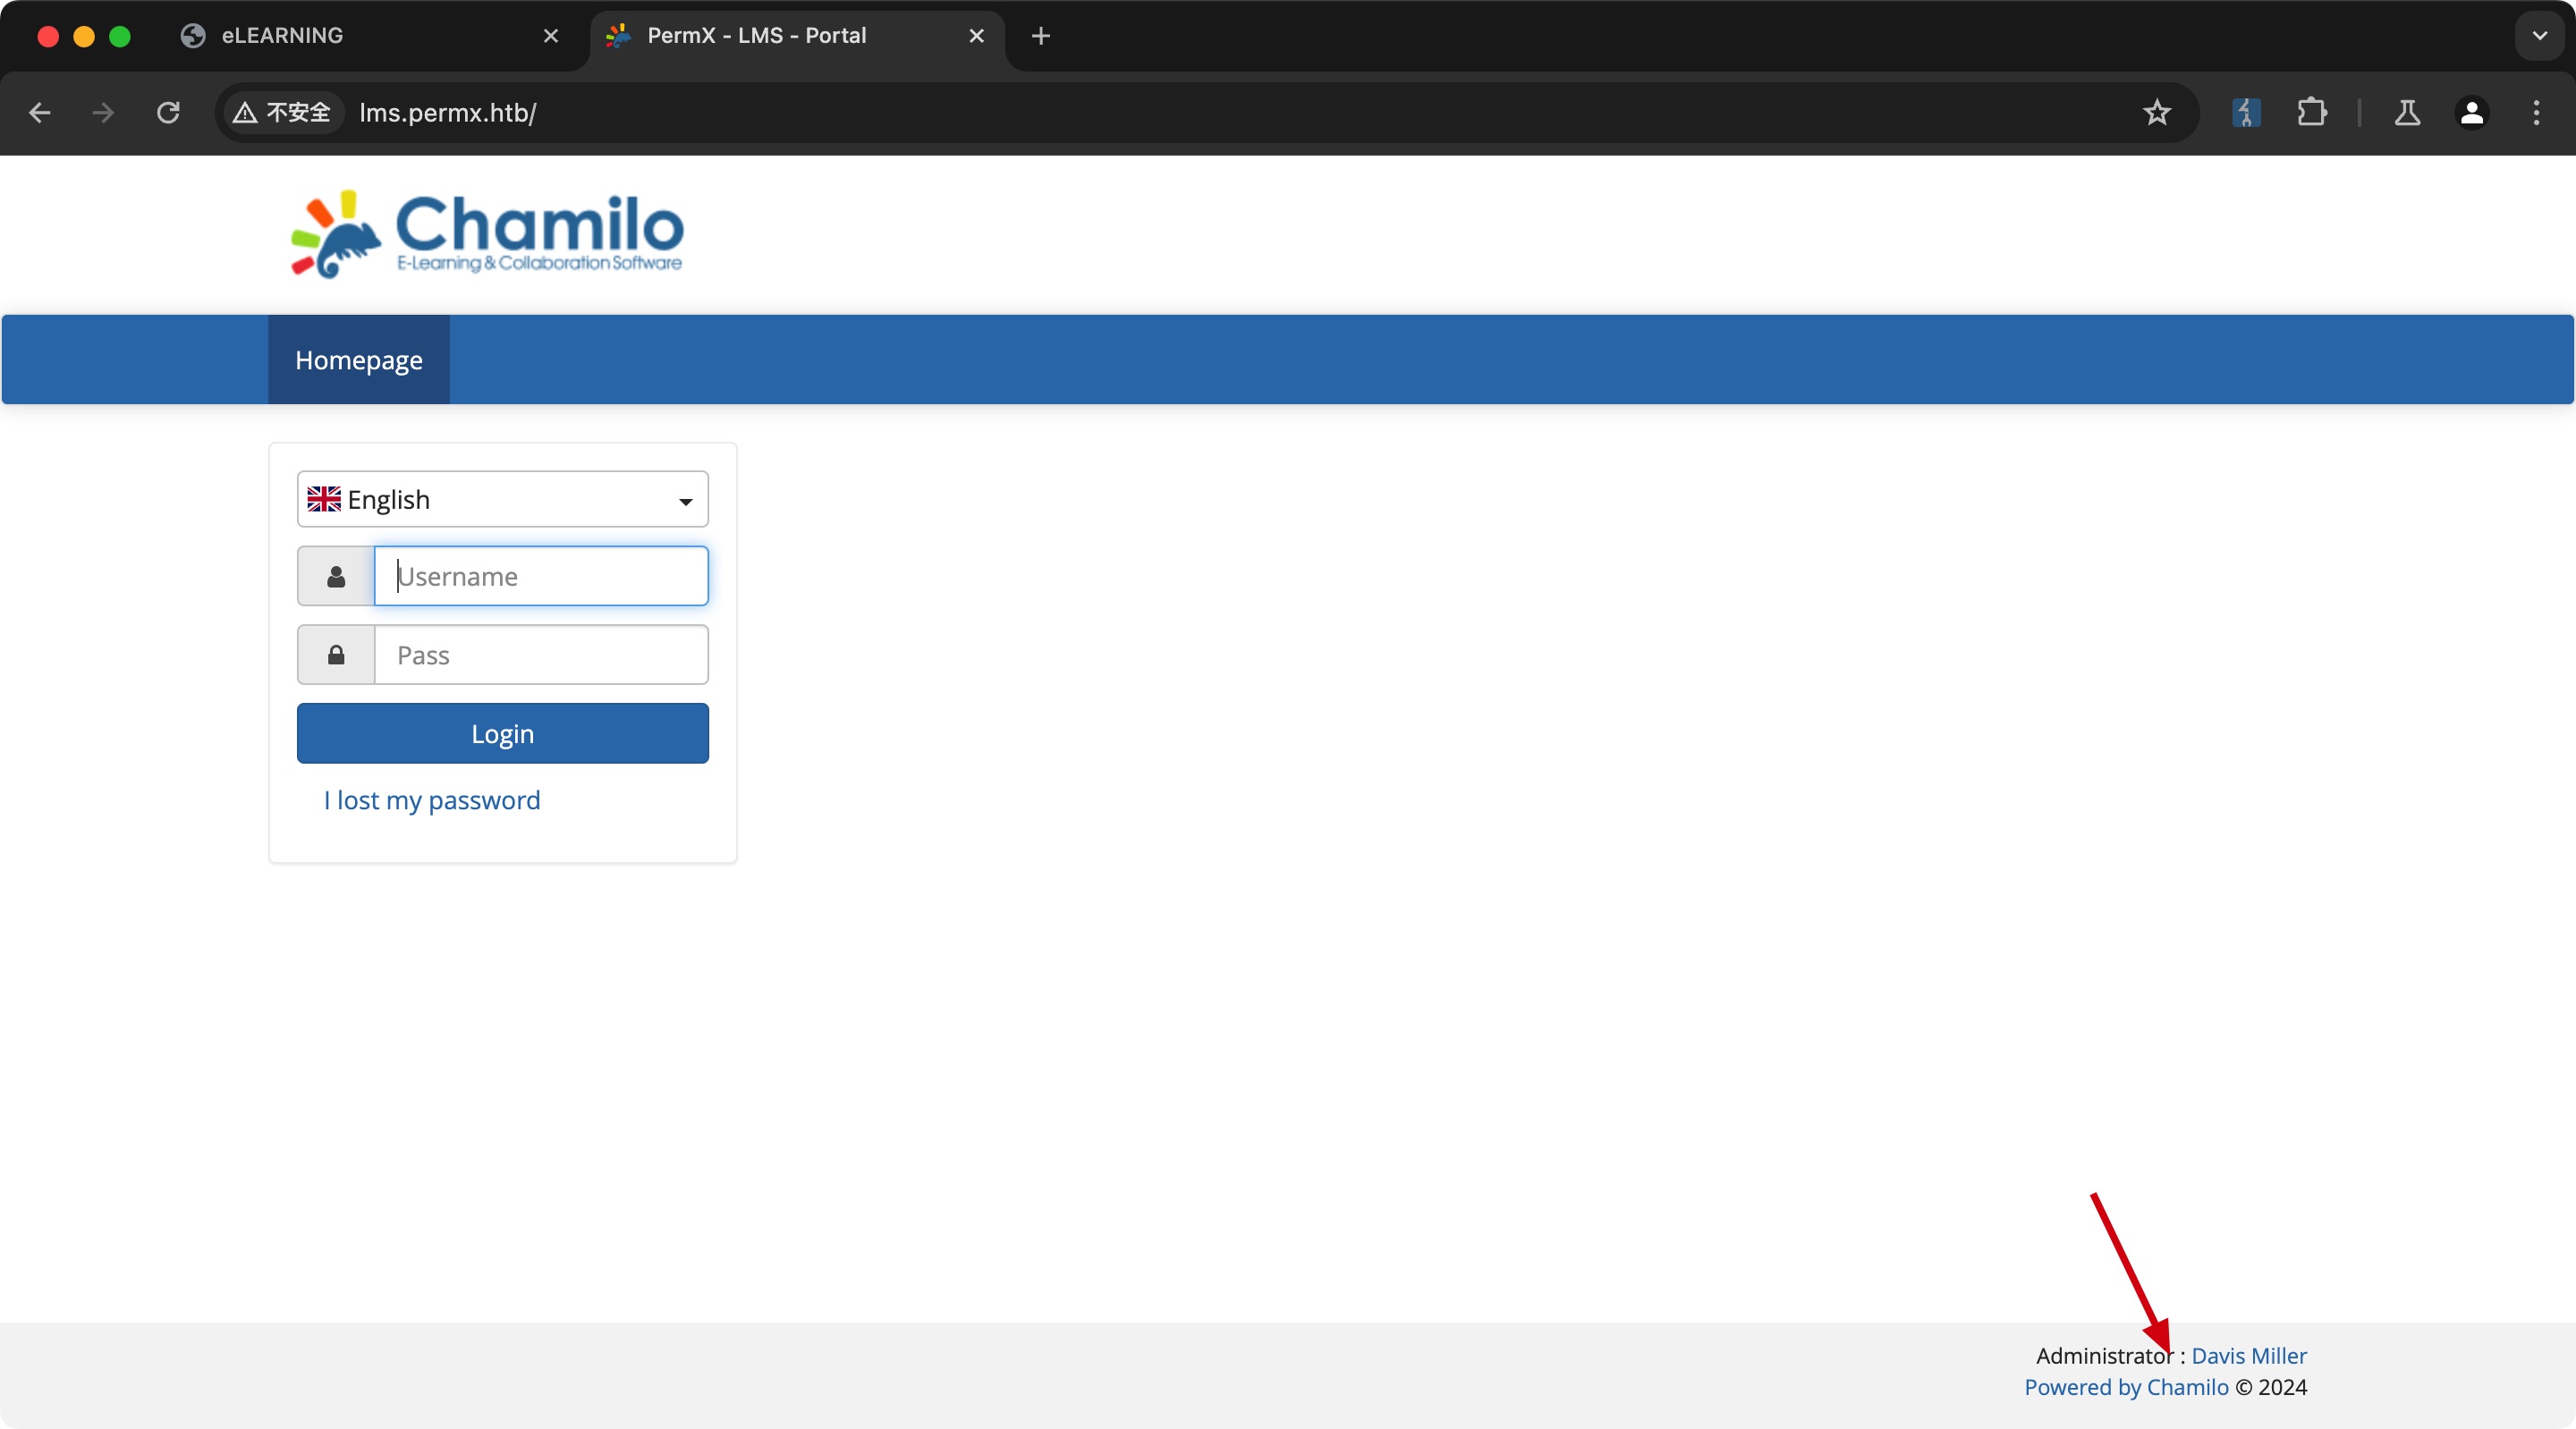 eLEARNING
PermX - LMS - Portal
不安全 lms.permx.htb/
Chamilo
E-Learning & Collaboration Software
Homepage
English
Username
Pass
Login
I lost my password
Administrator : Davis Miller
Powered by Chamilo © 2024